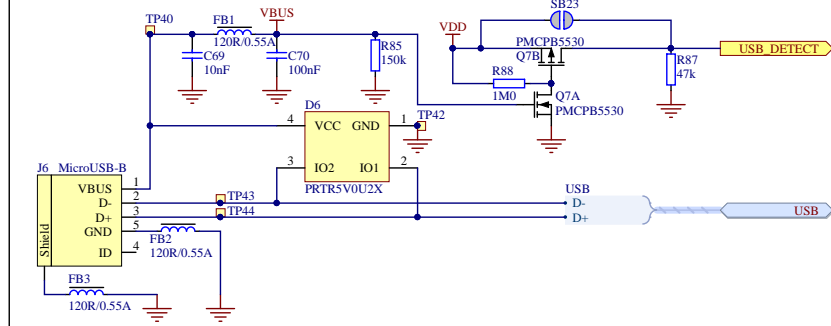 SB23
TP40
FB1
VBUS
120R/0.55A
VDD
PMCPB5530
Q7B
USB_DETECT
C69
10nF
C70
100nF
R85
150k
R88
1M0
R87
47k
Q7A
PMCPB5530
D6
TP42
4 VCC GND 1
3 IO2 IO1 2
PRTR5V0U2X
J6 MicroUSB-B
VBUS 1
D- 2
D+ 3
GND 5
ID 4
Shield
TP43
TP44
USB
D-
D+
USB
FB2
120R/0.55A
FB3
120R/0.55A